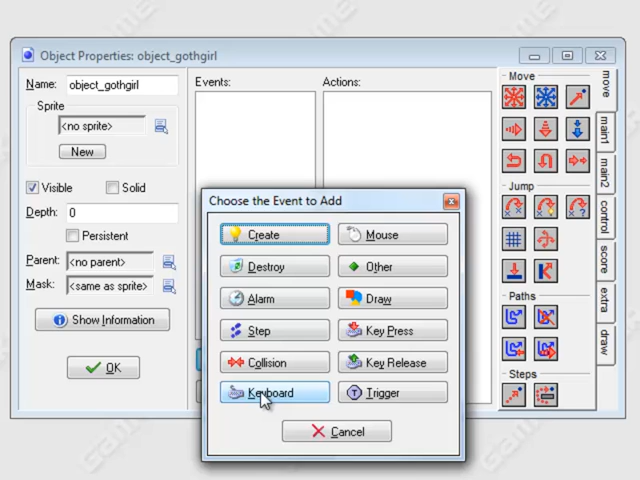 Object Properties: object_gothgirl
Name: object_gothgirl
Sprite
<no sprite>
New
Visible Solid
Depth: 0
Persistent
Parent: <no parent>
Mask: <same as sprite>
Show Information
OK
Events:
Actions:
Choose the Event to Add
Create Mouse
Destroy Other
Alarm Draw
Step Key Press
Collision Key Release
Keyboard Trigger
Cancel
Move
Jump
Paths
Steps
move
main1
main2
control
score
extra
draw